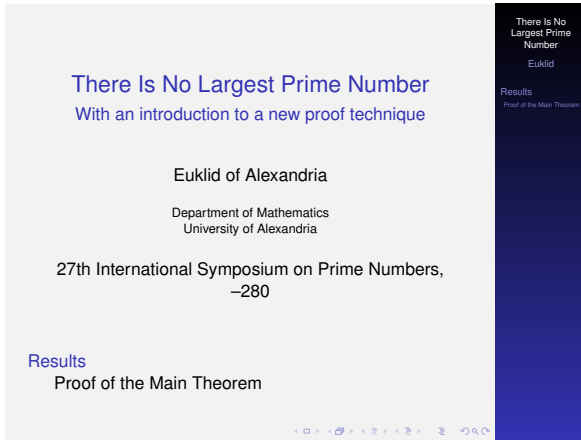 There Is No Largest Prime Number
With an introduction to a new proof technique
Euklid of Alexandria
Department of Mathematics
University of Alexandria
27th International Symposium on Prime Numbers,
–280
Results
Proof of the Main Theorem
There Is No
Largest Prime
Number
Euklid
Results
Proof of the Main Theorem